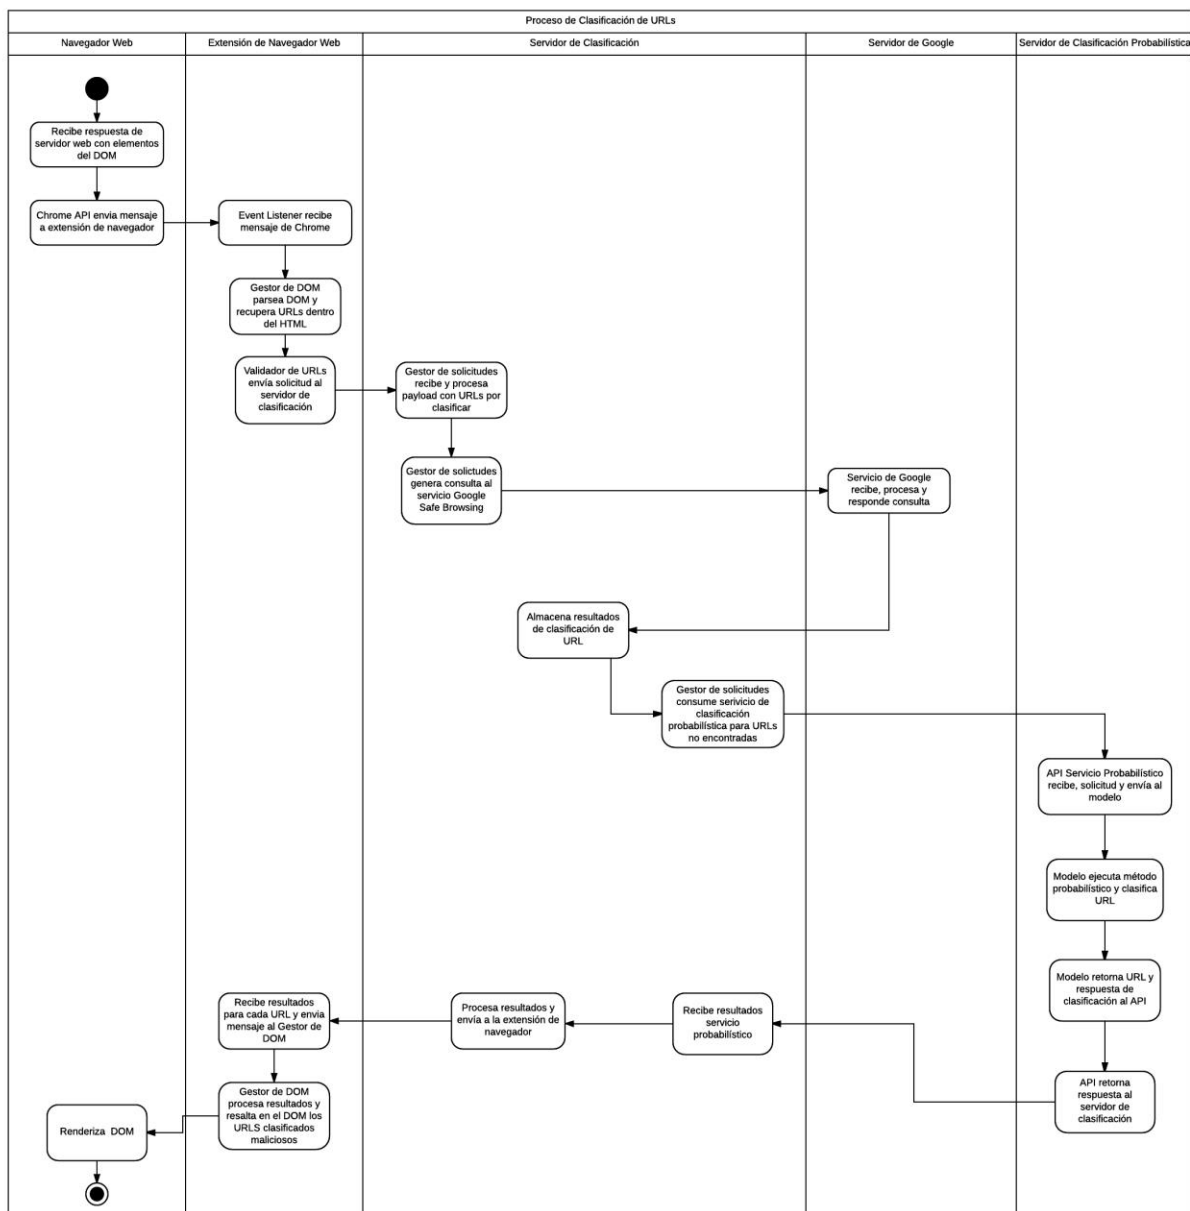 Proceso de Clasificación de URLs
Navegador Web
Extensión de Navegador Web
Servidor de Clasificación
Servidor de Google
Servidor de Clasificación Probabilística
Recibe respuesta de
servidor web con elementos
del DOM
Chrome API envia mensaje
a extensión de navegador
Event Listener recibe
mensaje de Chrome
Gestor de DOM
parsea DOM y
recupera URLs dentro
del HTML
Validador de URLs
envía solicitud al
servidor de
clasificación
Gestor de solicitudes
recibe y procesa
payload con URLs por
clasificar
Gestor de solictudes
genera consulta al
servicio Google
Safe Browsing
Servicio de Google
recibe, procesa y
responde consulta
Almacena resultados
de clasificación de
URL
Gestor de solicitudes
consume serivicio de
clasificación
probabilística para URLs
no encontradas
API Servicio Probabilístico
recibe, solicitud y envía al
modelo
Modelo ejecuta método
probabilístico y clasifica
URL
Modelo retorna URL y
respuesta de
clasificación al API
API retorna
respuesta al
servidor de
clasificación
Recibe resultados
servicio
probabilístico
Procesa resultados y
envía a la extensión de
navegador
Recibe resultados
para cada URL y envia
mensaje al Gestor de
DOM
Gestor de DOM
procesa resultados y
resalta en el DOM los
URLS clasificados
maliciosos
Renderiza DOM